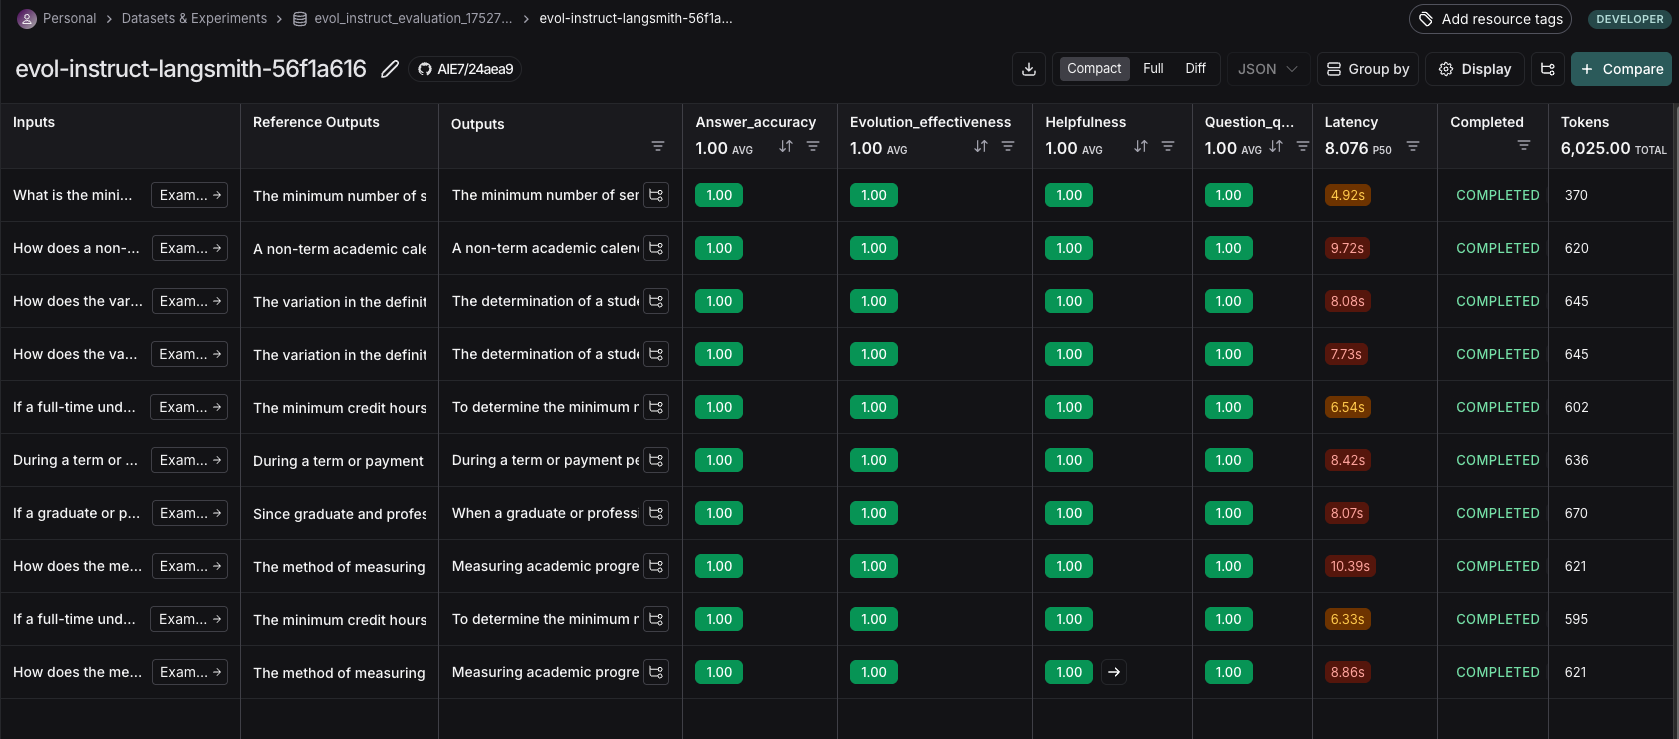 Personal > Datasets & Experiments > evol_instruct_evaluation_17527... > evol-instruct-langsmith-56f1a...
Add resource tags DEVELOPER
evol-instruct-langsmith-56f1a616 AIE7/24aea9
Compact Full Diff JSON Group by Display + Compare
Inputs Reference Outputs Outputs Answer_accuracy Evolution_effectiveness Helpfulness Question_q... Latency Completed Tokens
1.00 AVG 1.00 AVG 1.00 AVG 1.00 AVG 8.076 P50 6,025.00 TOTAL
What is the mini... Exam... → The minimum number of s The minimum number of ser 1.00 1.00 1.00 1.00 4.92s COMPLETED 370
How does a non-... Exam... → A non-term academic cale A non-term academic calen 1.00 1.00 1.00 1.00 9.72s COMPLETED 620
How does the var... Exam... → The variation in the definit The determination of a stude 1.00 1.00 1.00 1.00 8.08s COMPLETED 645
How does the va... Exam... → The variation in the definit The determination of a stude 1.00 1.00 1.00 1.00 7.73s COMPLETED 645
If a full-time und... Exam... → The minimum credit hours To determine the minimum r 1.00 1.00 1.00 1.00 6.54s COMPLETED 602
During a term or ... Exam... → During a term or payment During a term or payment pe 1.00 1.00 1.00 1.00 8.42s COMPLETED 636
If a graduate or p... Exam... → Since graduate and profes When a graduate or professi 1.00 1.00 1.00 1.00 8.07s COMPLETED 670
How does the me... Exam... → The method of measuring Measuring academic progre 1.00 1.00 1.00 1.00 10.39s COMPLETED 621
If a full-time und... Exam... → The minimum credit hours To determine the minimum r 1.00 1.00 1.00 1.00 6.33s COMPLETED 595
How does the me... Exam... → The method of measuring Measuring academic progre 1.00 1.00 1.00 → 1.00 8.86s COMPLETED 621